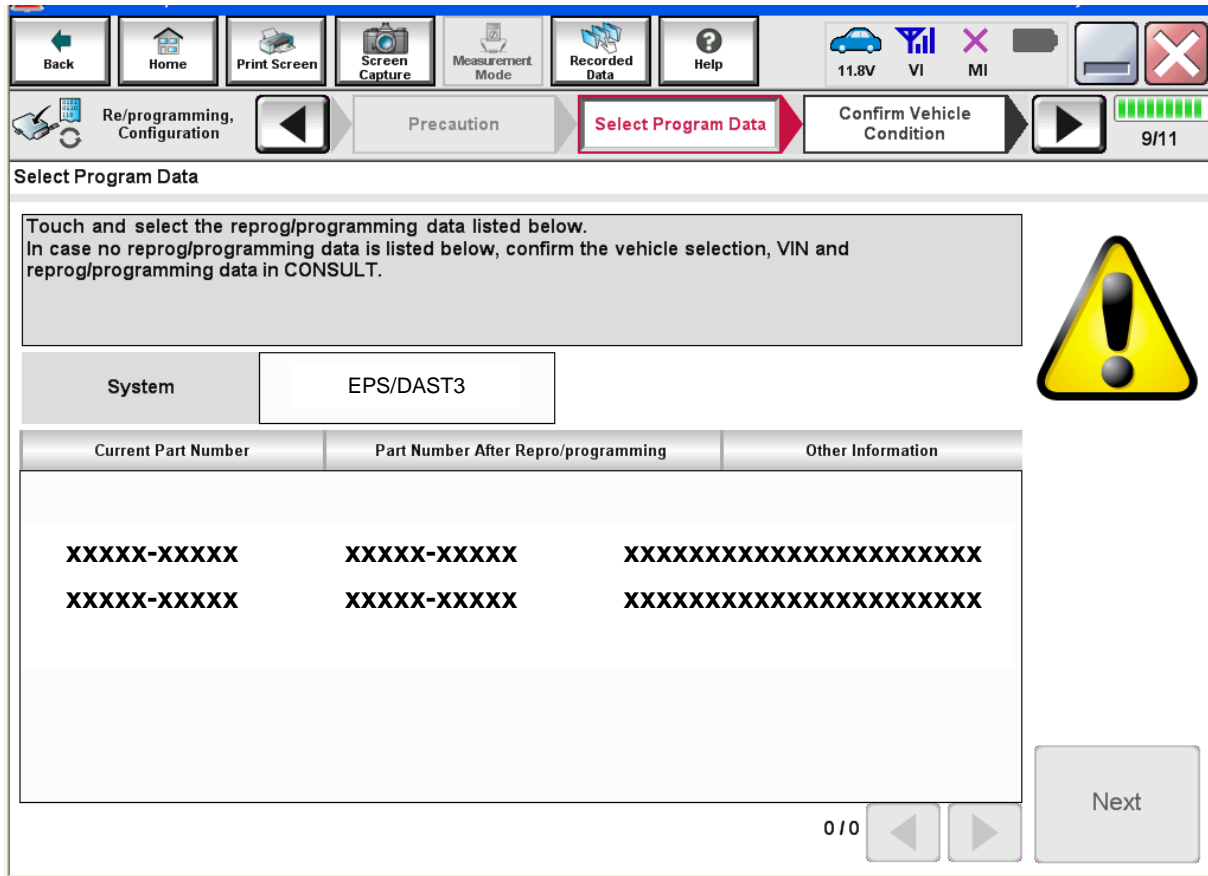 Back
Home
Print Screen
Screen
Capture
Measurement
Mode
Recorded
Data
Help
11.8V
VI
MI
Re/programming,
Configuration
Precaution
Select Program Data
Confirm Vehicle
Condition
9/11
Select Program Data
Touch and select the reprog/programming data listed below.
In case no reprog/programming data is listed below, confirm the vehicle selection, VIN and
reprog/programming data in CONSULT.
System
EPS/DAST3
Current Part Number
Part Number After Repro/programming
Other Information
xxxxx-xxxxx xxxxx-xxxxx xxxxxxxxxxxxxxxxxxxxxx
xxxxx-xxxxx xxxxx-xxxxx xxxxxxxxxxxxxxxxxxxxxx
Next
0/0